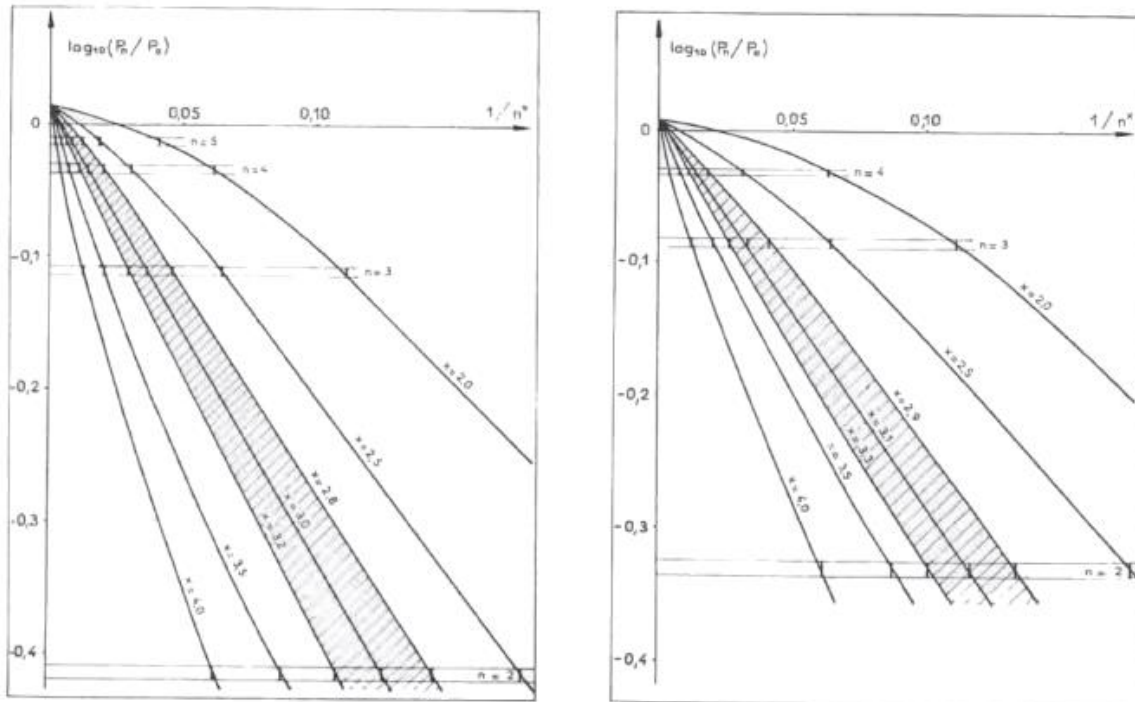 log₁₀ (Pn/Po)
0,05
0,10
1/nˣ
0
n=5
n=4
-0,1
n=3
-0,2
x=2,0
x=2,5
x=2,8
-0,3
x=3,0
x=3,2
x=3,5
x=4,0
-0,4
n=2
log₁₀ (Pn/Po)
0,05
0,10
1/nˣ
0
n=4
n=3
-0,1
x=2,0
-0,2
x=2,5
x=2,9
x=3,1
x=3,3
x=3,5
x=4,0
-0,3
n=2
-0,4